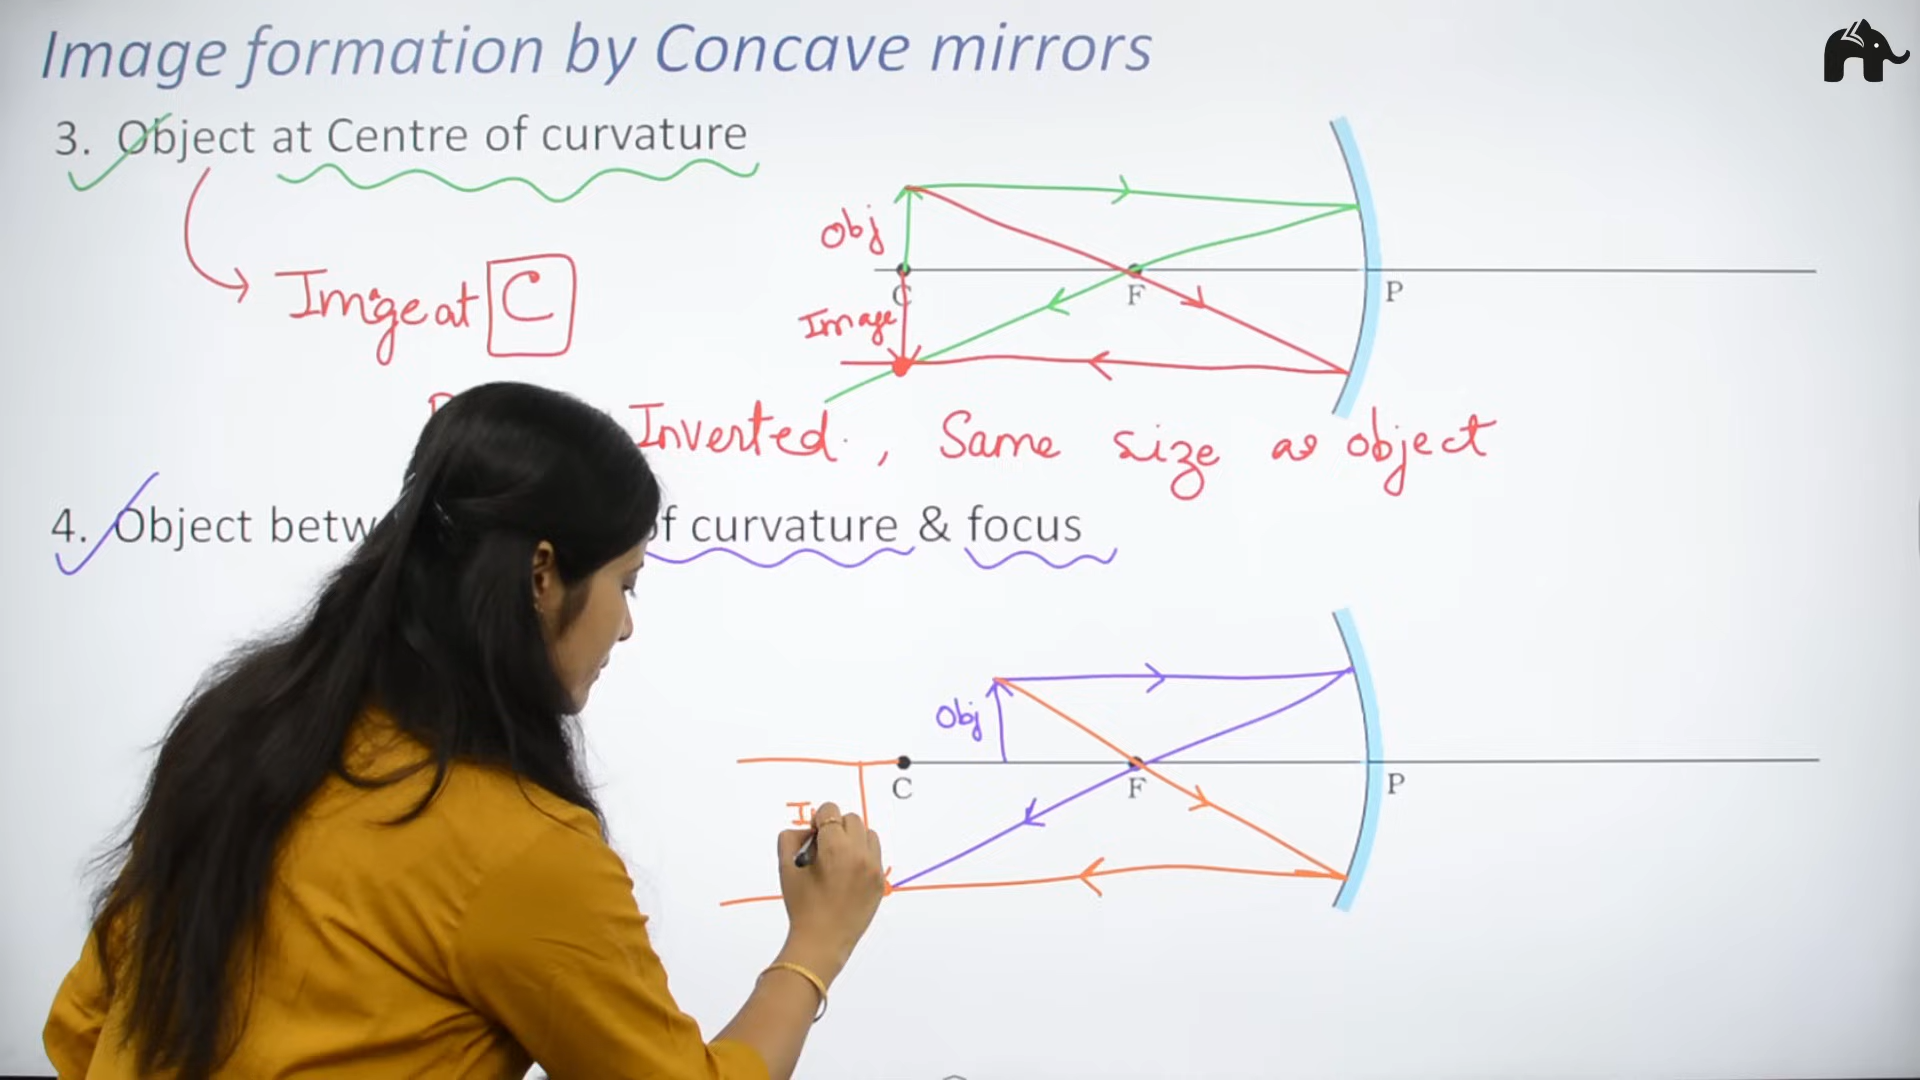 Image formation by Concave mirrors
3. Object at Centre of curvature
Obj
C
F
P
Image at C
Image
Inverted , Same size as object
4. Object betw f curvature & focus
Obj
C
F
P